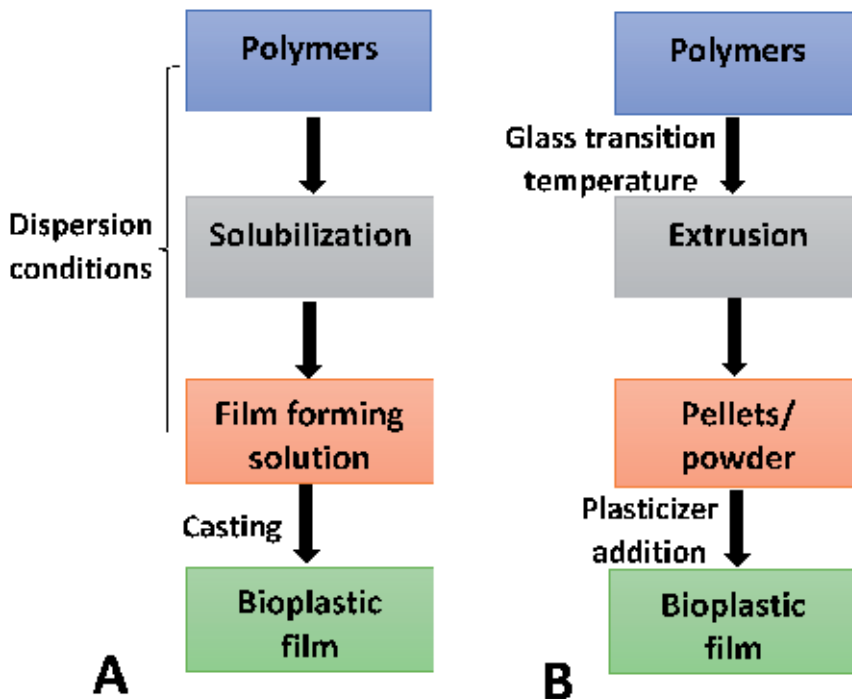 Polymers
Solubilization
Dispersion
conditions
Film forming
solution
Casting
Bioplastic
film
A
Polymers
Glass transition
temperature
Extrusion
Pellets/
powder
Plasticizer
addition
Bioplastic
film
B